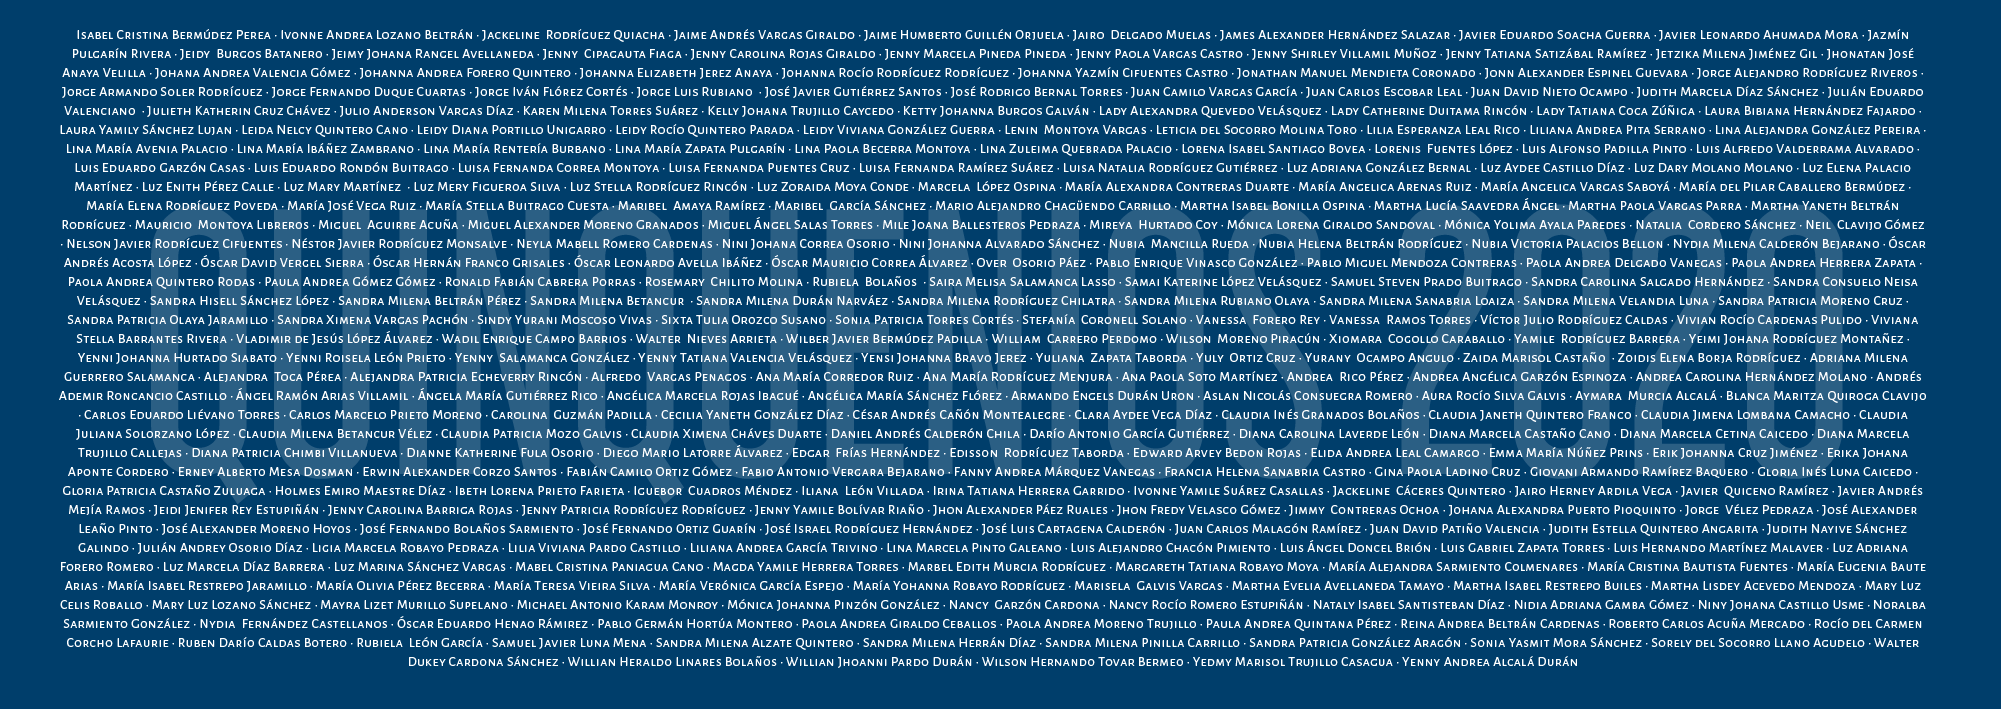 Isabel Cristina Bermúdez Perea · Ivonne Andrea Lozano Beltrán · Jackeline Rodríguez Quiacha · Jaime Andrés Vargas Giraldo · Jaime Humberto Guillén Orjuela · Jairo Delgado Muelas · James Alexander Hernández Salazar · Javier Eduardo Soacha Guerra · Javier Leonardo Ahumada Mora · Jazmín
Pulgarín Rivera · Jeidy Burgos Batanero · Jeimy Johana Rangel Avellaneda · Jenny Cipagauta Fiaga · Jenny Carolina Rojas Giraldo · Jenny Marcela Pineda Pineda · Jenny Paola Vargas Castro · Jenny Shirley Villamil Muñoz · Jenny Tatiana Satizábal Ramírez · Jetzika Milena Jiménez Gil · Jhonatan José
Anaya Velilla · Johana Andrea Valencia Gómez · Johanna Andrea Forero Quintero · Johanna Elizabeth Jerez Anaya · Johanna Rocío Rodríguez Rodríguez · Johanna Yazmín Cifuentes Castro · Jonathan Manuel Mendieta Coronado · Jonn Alexander Espinel Guevara · Jorge Alejandro Rodríguez Riveros ·
Jorge Armando Soler Rodríguez · Jorge Fernando Duque Cuartas · Jorge Iván Flórez Cortés · Jorge Luis Rubiano · José Javier Gutiérrez Santos · José Rodrigo Bernal Torres · Juan Camilo Vargas García · Juan Carlos Escobar Leal · Juan David Nieto Ocampo · Judith Marcela Díaz Sánchez · Julián Eduardo
Valenciano · Julieth Katherin Cruz Chávez · Julio Anderson Vargas Díaz · Karen Milena Torres Suárez · Kelly Johana Trujillo Caycedo · Ketty Johanna Burgos Galván · Lady Alexandra Quevedo Velásquez · Lady Catherine Duitama Rincón · Lady Tatiana Coca Zúñiga · Laura Bibiana Hernández Fajardo ·
Laura Yamily Sánchez Lujan · Leida Nelcy Quintero Cano · Leidy Diana Portillo Unigarro · Leidy Rocío Quintero Parada · Leidy Viviana González Guerra · Lenin Montoya Vargas · Leticia del Socorro Molina Toro · Lilia Esperanza Leal Rico · Liliana Andrea Pita Serrano · Lina Alejandra González Pereira ·
Lina María Avenia Palacio · Lina María Ibáñez Zambrano · Lina María Rentería Burbano · Lina María Zapata Pulgarín · Lina Paola Becerra Montoya · Lina Zuleima Quebrada Palacio · Lorena Isabel Santiago Bovea · Lorenis Fuentes López · Luis Alfonso Padilla Pinto · Luis Alfredo Valderrama Alvarado ·
Luis Eduardo Garzón Casas · Luis Eduardo Rondón Buitrago · Luisa Fernanda Correa Montoya · Luisa Fernanda Puentes Cruz · Luisa Fernanda Ramírez Suárez · Luisa Natalia Rodríguez Gutiérrez · Luz Adriana González Bernal · Luz Aydee Castillo Díaz · Luz Dary Molano Molano · Luz Elena Palacio
Martínez · Luz Enith Pérez Calle · Luz Mary Martínez · Luz Mery Figueroa Silva · Luz Stella Rodríguez Rincón · Luz Zoraida Moya Conde · Marcela López Ospina · María Alexandra Contreras Duarte · María Angelica Arenas Ruiz · María Angelica Vargas Saboyá · María del Pilar Caballero Bermúdez ·
María Elena Rodríguez Poveda · María José Vega Ruiz · María Stella Buitrago Cuesta · Maribel Amaya Ramírez · Maribel García Sánchez · Mario Alejandro Chagüendo Carrillo · Martha Isabel Bonilla Ospina · Martha Lucía Saavedra Ángel · Martha Paola Vargas Parra · Martha Yaneth Beltrán
Rodríguez · Mauricio Montoya Libreros · Miguel Aguirre Acuña · Miguel Alexander Moreno Granados · Miguel Ángel Salas Torres · Mile Joana Ballesteros Pedraza · Mireya Hurtado Coy · Mónica Lorena Giraldo Sandoval · Mónica Yolima Ayala Paredes · Natalia Cordero Sánchez · Neil Clavijo Gómez
· Nelson Javier Rodríguez Cifuentes · Néstor Javier Rodríguez Monsalve · Neyla Mabell Romero Cardenas · Nini Johana Correa Osorio · Nini Johanna Alvarado Sánchez · Nubia Mancilla Rueda · Nubia Helena Beltrán Rodríguez · Nubia Victoria Palacios Bellon · Nydia Milena Calderón Bejarano · Óscar
Andrés Acosta López · Óscar David Vergel Sierra · Óscar Hernán Franco Grisales · Óscar Leonardo Avella Ibáñez · Óscar Mauricio Correa Álvarez · Over Osorio Páez · Pablo Enrique Vinasco González · Pablo Miguel Mendoza Contreras · Paola Andrea Delgado Vanegas · Paola Andrea Herrera Zapata ·
Paola Andrea Quintero Rodas · Paula Andrea Gómez Gómez · Ronald Fabián Cabrera Porras · Rosemary Chilito Molina · Rubiela Bolaños · Saira Melisa Salamanca Lasso · Samai Katerine López Velásquez · Samuel Steven Prado Buitrago · Sandra Carolina Salgado Hernández · Sandra Consuelo Neisa
Velásquez · Sandra Hisell Sánchez López · Sandra Milena Beltrán Pérez · Sandra Milena Betancur · Sandra Milena Durán Narváez · Sandra Milena Rodríguez Chilatra · Sandra Milena Rubiano Olaya · Sandra Milena Sanabria Loaiza · Sandra Milena Velandia Luna · Sandra Patricia Moreno Cruz ·
Sandra Patricia Olaya Jaramillo · Sandra Ximena Vargas Pachón · Sindy Yurani Moscoso Vivas · Sixta Tulia Orozco Susano · Sonia Patricia Torres Cortés · Stefanía Coronell Solano · Vanessa Forero Rey · Vanessa Ramos Torres · Víctor Julio Rodríguez Caldas · Vivian Rocío Cardenas Pulido · Viviana
Stella Barrantes Rivera · Vladimir de Jesús López Álvarez · Wadil Enrique Campo Barrios · Walter Nieves Arrieta · Wilber Javier Bermúdez Padilla · William Carrero Perdomo · Wilson Moreno Piracún · Xiomara Cogollo Caraballo · Yamile Rodríguez Barrera · Yeimi Johana Rodríguez Montañez ·
Yenni Johanna Hurtado Siabato · Yenni Roisela León Prieto · Yenny Salamanca González · Yenny Tatiana Valencia Velásquez · Yensi Johanna Bravo Jerez · Yuliana Zapata Taborda · Yuly Ortiz Cruz · Yurany Ocampo Angulo · Zaida Marisol Castaño · Zoidis Elena Borja Rodríguez · Adriana Milena
Guerrero Salamanca · Alejandra Toca Pérea · Alejandra Patricia Echeverry Rincón · Alfredo Vargas Penagos · Ana María Corredor Ruiz · Ana María Rodríguez Menjura · Ana Paola Soto Martínez · Andrea Rico Pérez · Andrea Angélica Garzón Espinoza · Andrea Carolina Hernández Molano · Andrés
Ademir Roncancio Castillo · Ángel Ramón Arias Villamil · Ángela María Gutiérrez Rico · Angélica Marcela Rojas Ibagué · Angélica María Sánchez Flórez · Armando Engels Durán Uron · Aslan Nicolás Consuegra Romero · Aura Rocío Silva Galvis · Aymara Murcia Alcalá · Blanca Maritza Quiroga Clavijo
· Carlos Eduardo Liévano Torres · Carlos Marcelo Prieto Moreno · Carolina Guzmán Padilla · Cecilia Yaneth González Díaz · César Andrés Cañón Montealegre · Clara Aydee Vega Díaz · Claudia Inés Granados Bolaños · Claudia Janeth Quintero Franco · Claudia Jimena Lombana Camacho · Claudia
Juliana Solorzano López · Claudia Milena Betancur Vélez · Claudia Patricia Mozo Galvis · Claudia Ximena Cháves Duarte · Daniel Andrés Calderón Chila · Darío Antonio García Gutiérrez · Diana Carolina Laverde León · Diana Marcela Castaño Cano · Diana Marcela Cetina Caicedo · Diana Marcela
Trujillo Callejas · Diana Patricia Chimbi Villanueva · Dianne Katherine Fula Osorio · Diego Mario Latorre Álvarez · Edgar Frías Hernández · Edisson Rodríguez Taborda · Edward Arvey Bedon Rojas · Elida Andrea Leal Camargo · Emma María Núñez Prins · Erik Johanna Cruz Jiménez · Erika Johana
Aponte Cordero · Erney Alberto Mesa Dosman · Erwin Alexander Corzo Santos · Fabián Camilo Ortiz Gómez · Fabio Antonio Vergara Bejarano · Fanny Andrea Márquez Vanegas · Francia Helena Sanabria Castro · Gina Paola Ladino Cruz · Giovani Armando Ramírez Baquero · Gloria Inés Luna Caicedo ·
Gloria Patricia Castaño Zuluaga · Holmes Emiro Maestre Díaz · Ibeth Lorena Prieto Farieta · Iguebor Cuadros Méndez · Iliana León Villada · Irina Tatiana Herrera Garrido · Ivonne Yamile Suárez Casallas · Jackeline Cáceres Quintero · Jairo Herney Ardila Vega · Javier Quiceno Ramírez · Javier Andrés
Mejía Ramos · Jeidi Jenifer Rey Estupiñán · Jenny Carolina Barriga Rojas · Jenny Patricia Rodríguez Rodríguez · Jenny Yamile Bolívar Riaño · Jhon Alexander Páez Ruales · Jhon Fredy Velasco Gómez · Jimmy Contreras Ochoa · Johana Alexandra Puerto Pioquinto · Jorge Vélez Pedraza · José Alexander
Leaño Pinto · José Alexander Moreno Hoyos · José Fernando Bolaños Sarmiento · José Fernando Ortiz Guarín · José Israel Rodríguez Hernández · José Luis Cartagena Calderón · Juan Carlos Malagón Ramírez · Juan David Patiño Valencia · Judith Estella Quintero Angarita · Judith Nayive Sánchez
Galindo · Julián Andrey Osorio Díaz · Ligia Marcela Robayo Pedraza · Lilia Viviana Pardo Castillo · Liliana Andrea García Trivino · Lina Marcela Pinto Galeano · Luis Alejandro Chacón Pimiento · Luis Ángel Doncel Brión · Luis Gabriel Zapata Torres · Luis Hernando Martínez Malaver · Luz Adriana
Forero Romero · Luz Marcela Díaz Barrera · Luz Marina Sánchez Vargas · Mabel Cristina Paniagua Cano · Magda Yamile Herrera Torres · Marbel Edith Murcia Rodríguez · Margareth Tatiana Robayo Moya · María Alejandra Sarmiento Colmenares · María Cristina Bautista Fuentes · María Eugenia Baute
Arias · María Isabel Restrepo Jaramillo · María Olivia Pérez Becerra · María Teresa Vieira Silva · María Verónica García Espejo · María Yohanna Robayo Rodríguez · Marisela Galvis Vargas · Martha Evelia Avellaneda Tamayo · Martha Isabel Restrepo Builes · Martha Lisdey Acevedo Mendoza · Mary Luz
Celis Roballo · Mary Luz Lozano Sánchez · Mayra Lizet Murillo Supelano · Michael Antonio Karam Monroy · Mónica Johanna Pinzón González · Nancy Garzón Cardona · Nancy Rocío Romero Estupiñán · Nataly Isabel Santisteban Díaz · Nidia Adriana Gamba Gómez · Niny Johana Castillo Usme · Noralba
Sarmiento González · Nydia Fernández Castellanos · Óscar Eduardo Henao Rámirez · Pablo Germán Hortúa Montero · Paola Andrea Giraldo Ceballos · Paola Andrea Moreno Trujillo · Paula Andrea Quintana Pérez · Reina Andrea Beltrán Cardenas · Roberto Carlos Acuña Mercado · Rocío del Carmen
Corcho Lafaurie · Ruben Darío Caldas Botero · Rubiela León García · Samuel Javier Luna Mena · Sandra Milena Alzate Quintero · Sandra Milena Herrán Díaz · Sandra Milena Pinilla Carrillo · Sandra Patricia González Aragón · Sonia Yasmit Mora Sánchez · Sorely del Socorro Llano Agudelo · Walter
Dukey Cardona Sánchez · Willian Heraldo Linares Bolaños · Willian Jhoanni Pardo Durán · Wilson Hernando Tovar Bermeo · Yedmy Marisol Trujillo Casagua · Yenny Andrea Alcalá Durán
QUINQUENIOS 2020